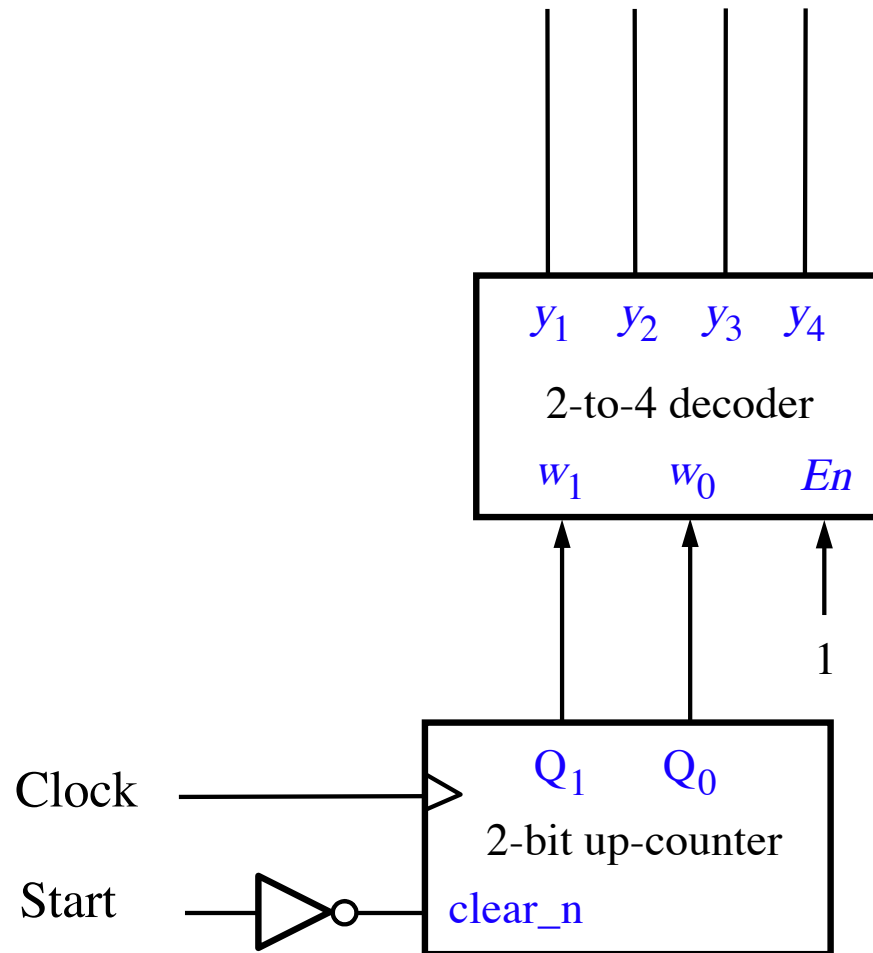 y1 y2 y3 y4
2-to-4 decoder
w1 w0 En
1
Q1 Q0
Clock
2-bit up-counter
Start
clear_n